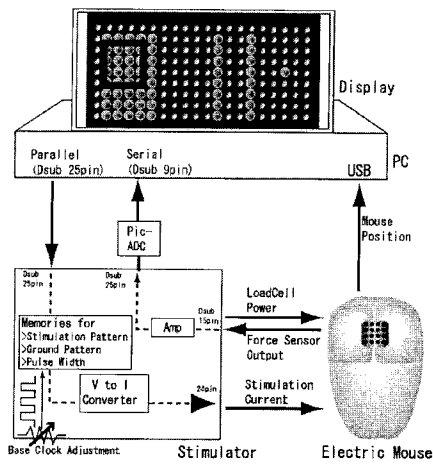 Display
Parallel
(Dsub 25pin)
Serial
(Dsub 9pin)
USB
PC
Pic-
ADC
Mouse
Position
Dsub
25pin
Dsub
25pin
Dsub
15pin
LoadCell
Power
Amp
Memories for
>Stimulation Pattern
>Ground Pattern
>Pulse Width
Force Sensor
Output
V to I
Converter
24pin
Stimulation
Current
Base Clock Adjustment
Stimulator
Electric Mouse